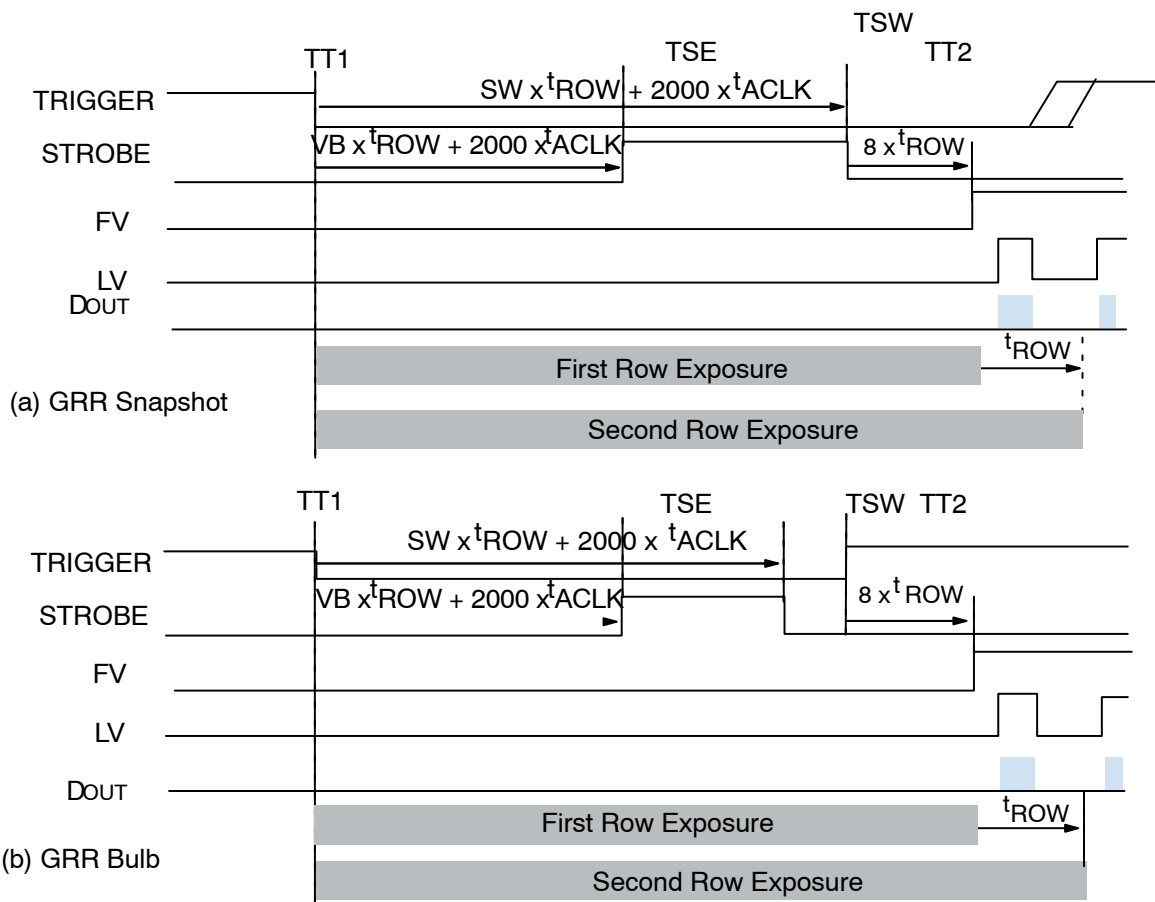 TSW
TT1 TSE TT2
TRIGGER SW x tROW + 2000 x tACLK
STROBE VB x tROW + 2000 x tACLK 8 x tROW
FV
LV
DOUT
First Row Exposure tROW
(a) GRR Snapshot
Second Row Exposure
TT1 TSE TSW TT2
TRIGGER SW x tROW + 2000 x tACLK
STROBE VB x tROW + 2000 x tACLK 8 x tROW
FV
LV
DOUT
First Row Exposure tROW
(b) GRR Bulb
Second Row Exposure